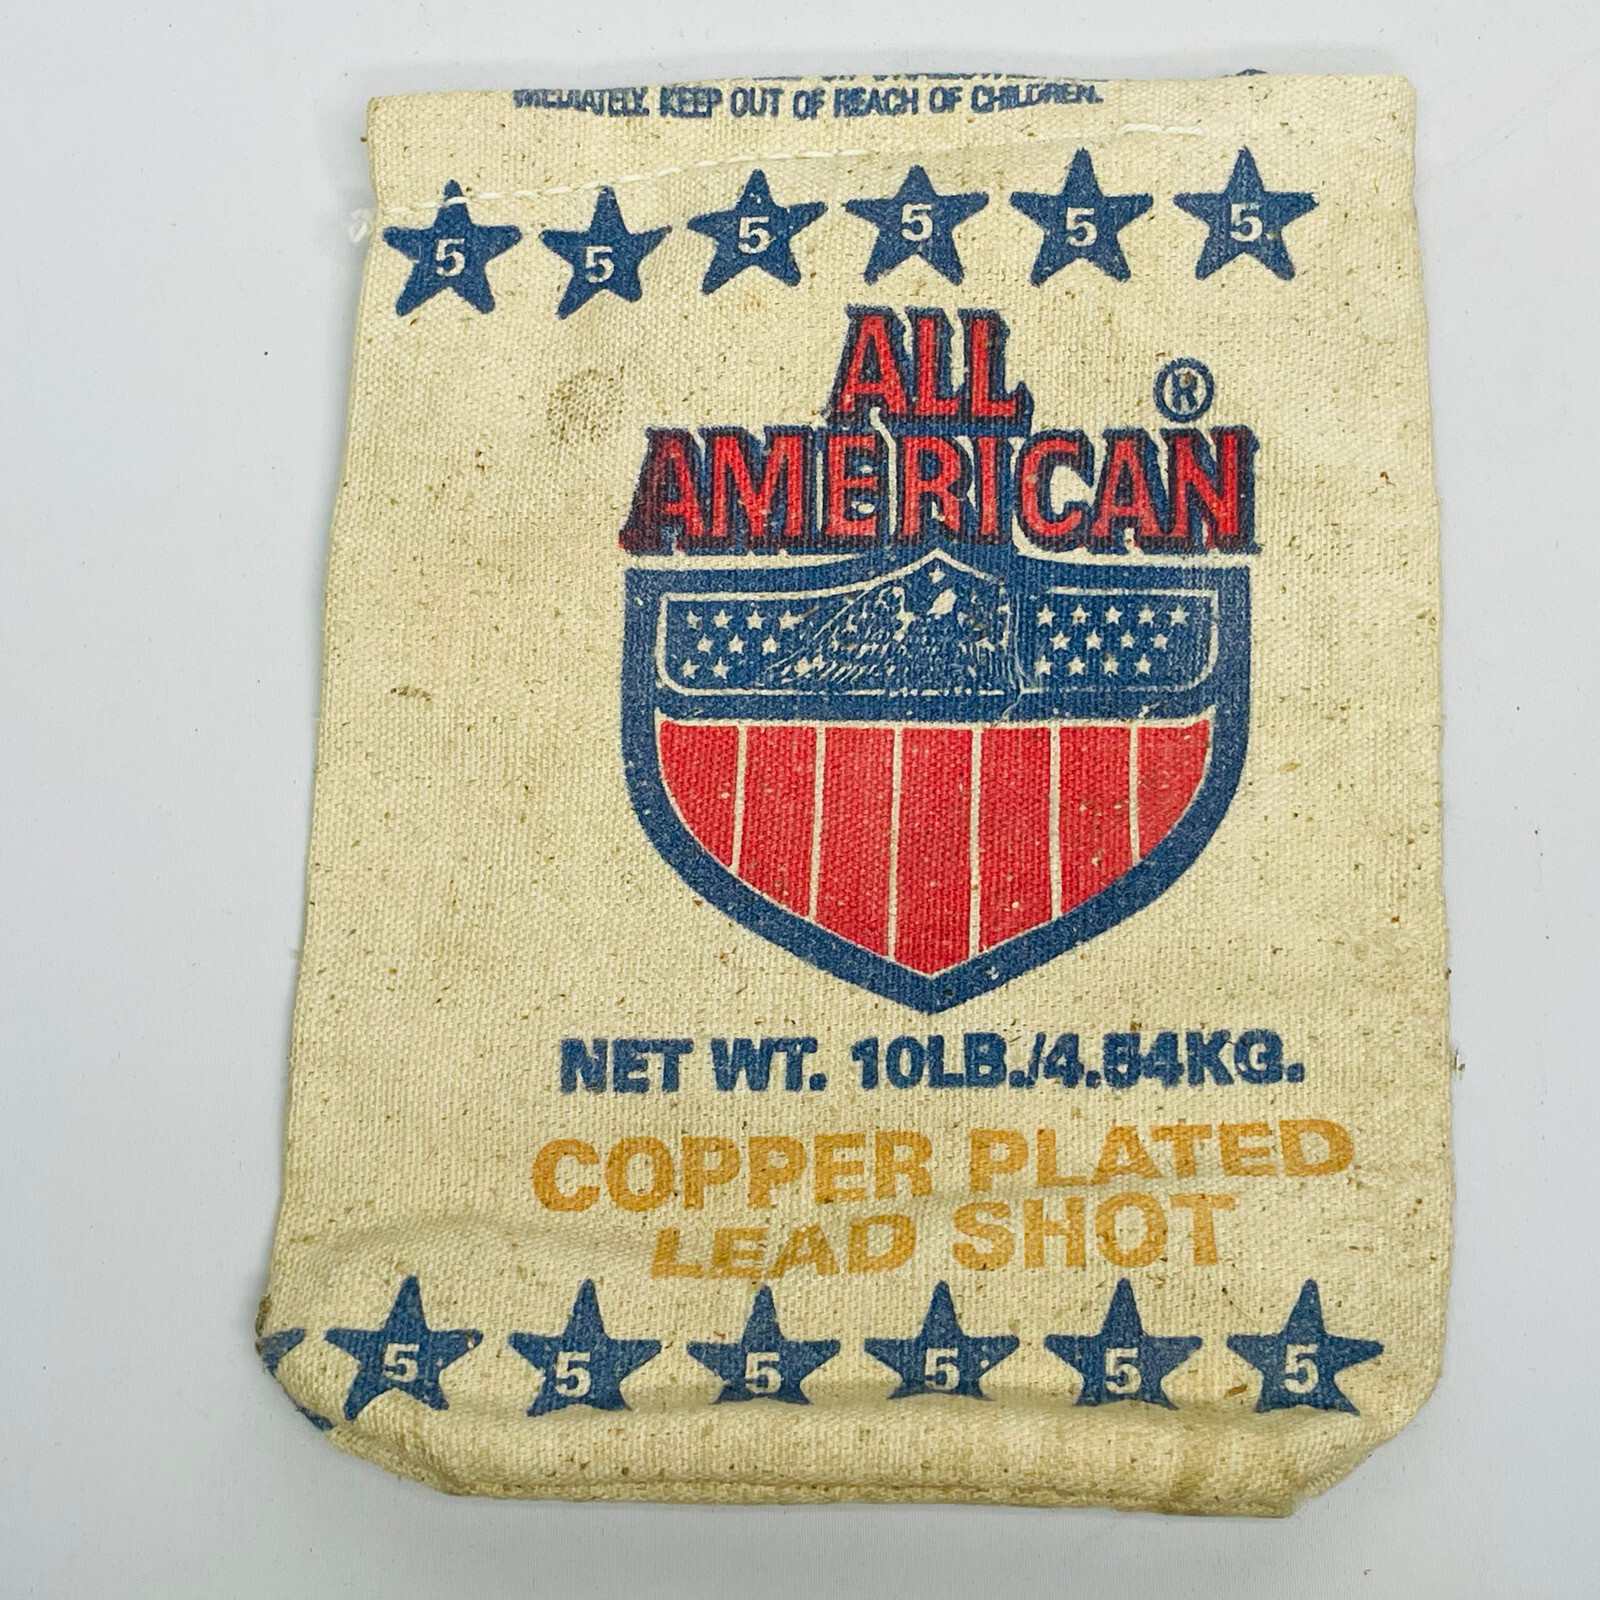 KEEP OUT OF REACH OF CHILDREN.
5 5 5 5 5 5
ALL
AMERICAN®
NET WT. 10LB./4.54KG.
COPPER PLATED
LEAD SHOT
5 5 5 5 5 5